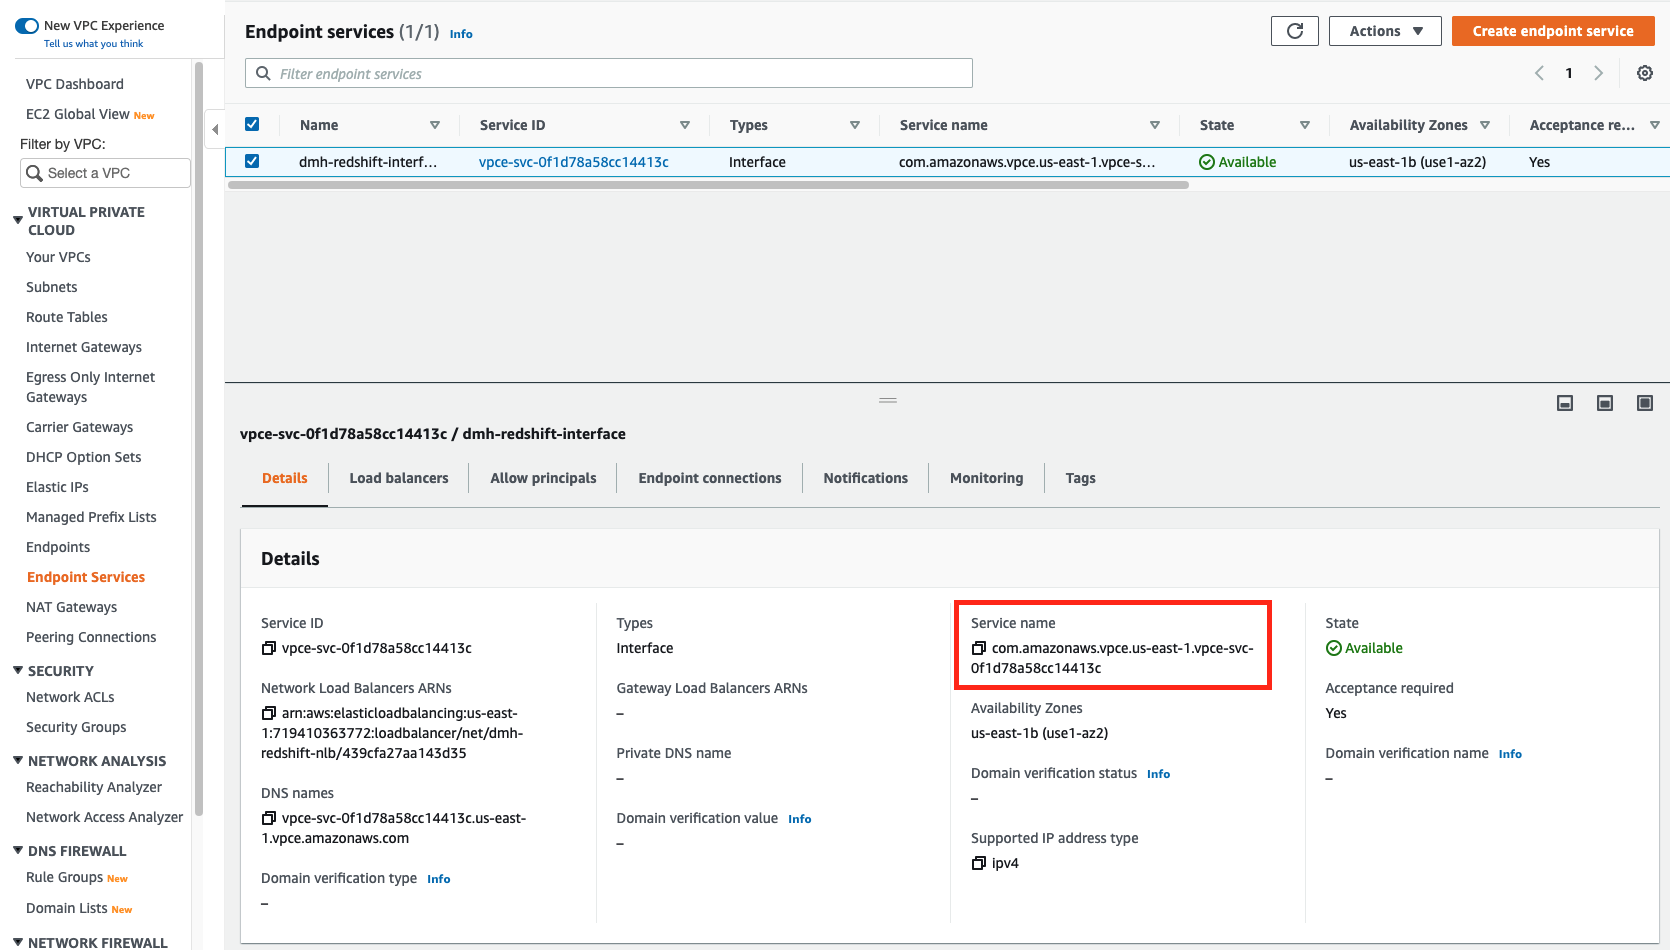 New VPC Experience
Tell us what you think
VPC Dashboard
EC2 Global View New
Filter by VPC:
Select a VPC
VIRTUAL PRIVATE
CLOUD
Your VPCs
Subnets
Route Tables
Internet Gateways
Egress Only Internet
Gateways
Carrier Gateways
DHCP Option Sets
Elastic IPs
Managed Prefix Lists
Endpoints
Endpoint Services
NAT Gateways
Peering Connections
SECURITY
Network ACLs
Security Groups
NETWORK ANALYSIS
Reachability Analyzer
Network Access Analyzer
DNS FIREWALL
Rule Groups New
Domain Lists New
NETWORK FIREWALL
Endpoint services (1/1) Info
Actions
Create endpoint service
Filter endpoint services
1
Name Service ID Types Service name State Availability Zones Acceptance re...
dmh-redshift-interf... vpce-svc-0f1d78a58cc14413c Interface com.amazonaws.vpce.us-east-1.vpce-s... Available us-east-1b (use1-az2) Yes
vpce-svc-0f1d78a58cc14413c / dmh-redshift-interface
Details Load balancers Allow principals Endpoint connections Notifications Monitoring Tags
Details
Service ID
vpce-svc-0f1d78a58cc14413c
Network Load Balancers ARNs
arn:aws:elasticloadbalancing:us-east-
1:719410363772:loadbalancer/net/dmh-
redshift-nlb/439cfa27aa143d35
DNS names
vpce-svc-0f1d78a58cc14413c.us-east-
1.vpce.amazonaws.com
Domain verification type Info
–
Types
Interface
Gateway Load Balancers ARNs
–
Private DNS name
–
Domain verification value Info
–
Service name
com.amazonaws.vpce.us-east-1.vpce-svc-
0f1d78a58cc14413c
Availability Zones
us-east-1b (use1-az2)
Domain verification status Info
–
Supported IP address type
ipv4
State
Available
Acceptance required
Yes
Domain verification name Info
–